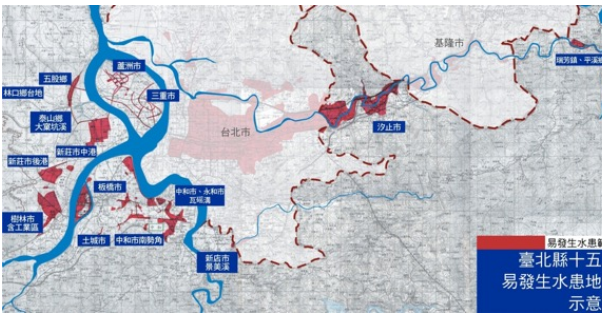 蘆洲市
五股鄉
林口鄉台地
三重市
泰山鄉
大窠坑溪
新莊市中港
新莊市後港
板橋市
樹林市
含工業區
土城市
中和市南勢角
中和市、永和市
瓦磘溝
新店市
景美溪
台北市
汐止市
基隆市
瑞芳鎮、平溪鄉
易發生水患範
臺北縣十五
易發生水患地
示意